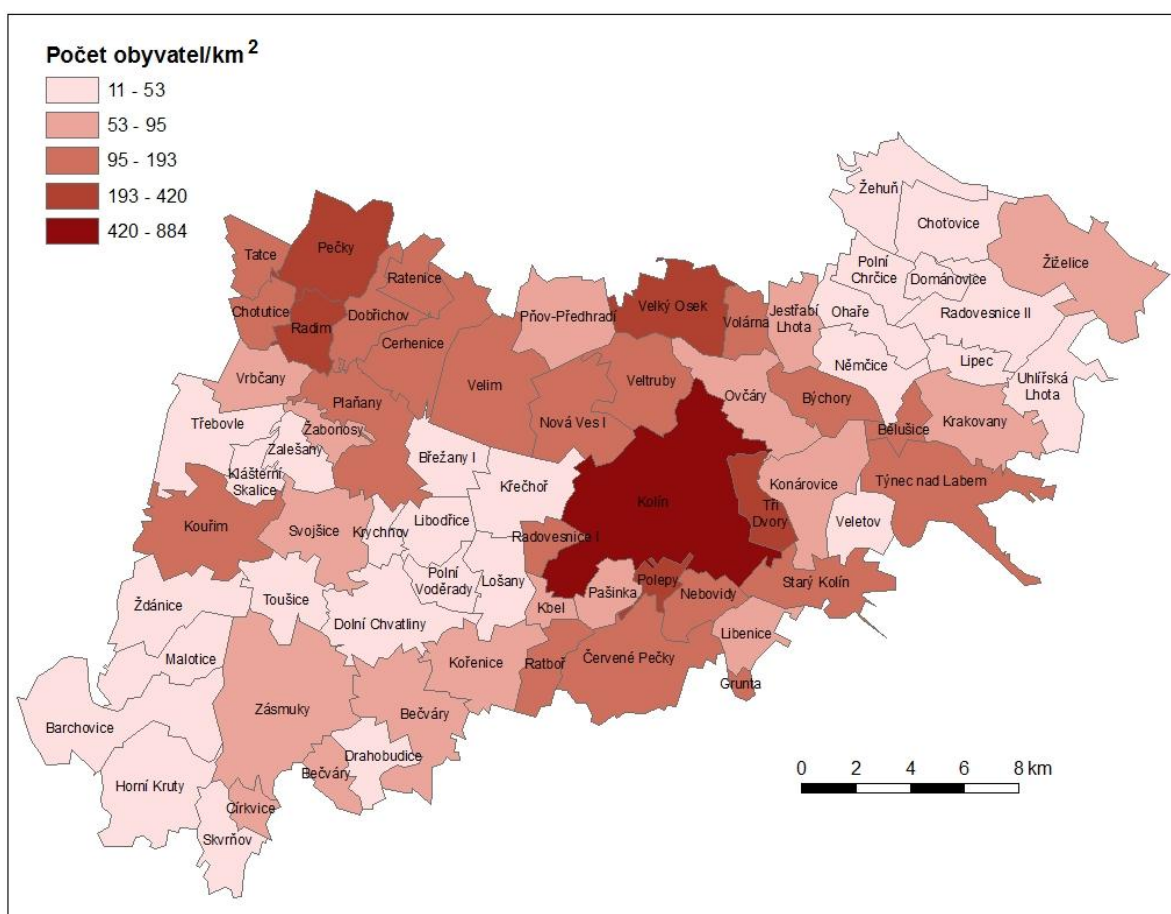 Počet obyvatel/km²
11 - 53
53 - 95
95 - 193
193 - 420
420 - 884
Žehuň
Choťovice
Tatce
Pečky
Žiželice
Polní
Chrčice
Ratenice
Dománovice
Chotutice
Radim
Dobřichov
Pňov-Předhradí
Velký Osek
Volárna
Jestřabí
Lhota
Ohaře
Radovesnice II
Cerhenice
Němčice
Lipec
Uhlířská
Lhota
Vrbčany
Velim
Veltruby
Ovčáry
Býchory
Plaňany
Nová Ves I
Bělušice
Krakovany
Třebovle
Žabonosy
Zalešany
Břežany I
Klášterní
Skalice
Křečhoř
Konárovice
Týnec nad Labem
Kolín
Tři
Dvory
Veletov
Kouřim
Svojšice
Krychnov
Libodřice
Radovesnice I
Polní
Voděrady
Lošany
Polepy
Starý Kolín
Ždánice
Toušice
Pašinka
Nebovidy
Kbel
Dolní Chvatliny
Libenice
Malotice
Kořenice
Ratboř
Červené Pečky
Grunta
Zásmuky
Bečváry
Barchovice
Drahobudice
Bečváry
Horní Kruty
Církvice
Skvrňov
0 2 4 6 8 km